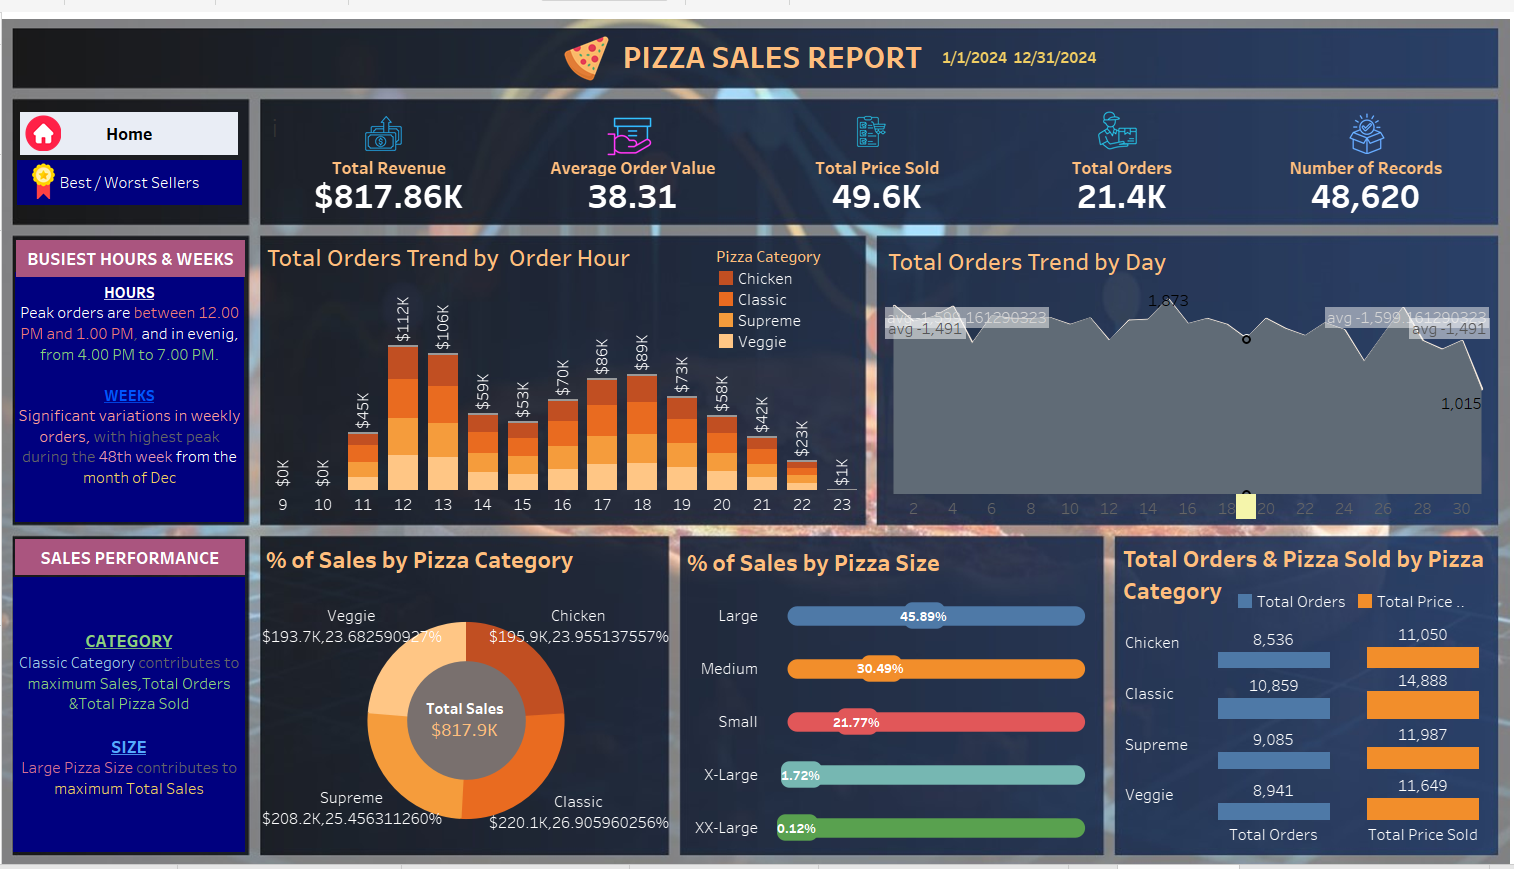 PIZZA SALES REPORT 1/1/2024 12/31/2024
Home
Best / Worst Sellers
Total Revenue
$817.86K
Average Order Value
38.31
Total Price Sold
49.6K
Total Orders
21.4K
Number of Records
48,620
BUSIEST HOURS & WEEKS
HOURS
Peak orders are between 12.00
PM and 1.00 PM, and in evenig,
from 4.00 PM to 7.00 PM.
WEEKS
Significant variations in weekly
orders, with highest peak
during the 48th week from the
month of Dec
Total Orders Trend by Order Hour
Pizza Category
Chicken
Classic
Supreme
Veggie
$0K $0K $45K $112K $106K $59K $53K $70K $86K $89K $73K $58K $42K $23K $1K
9 10 11 12 13 14 15 16 17 18 19 20 21 22 23
Total Orders Trend by Day
1,873
avg -1,599.161290323
avg -1,491
avg -1,599.161290323
avg -1,491
1,015
2 4 6 8 10 12 14 16 18 20 22 24 26 28 30
SALES PERFORMANCE
CATEGORY
Classic Category contributes to
maximum Sales,Total Orders
&Total Pizza Sold
SIZE
Large Pizza Size contributes to
maximum Total Sales
% of Sales by Pizza Category
Veggie
$193.7K,23.682590927%
Chicken
$195.9K,23.955137557%
Total Sales
$817.9K
Supreme
$208.2K,25.456311260%
Classic
$220.1K,26.905960256%
% of Sales by Pizza Size
Large 45.89%
Medium 30.49%
Small 21.77%
X-Large 1.72%
XX-Large 0.12%
Total Orders & Pizza Sold by Pizza
Category
Total Orders Total Price ..
Chicken 8,536 11,050
Classic 10,859 14,888
Supreme 9,085 11,987
Veggie 8,941 11,649
Total Orders Total Price Sold